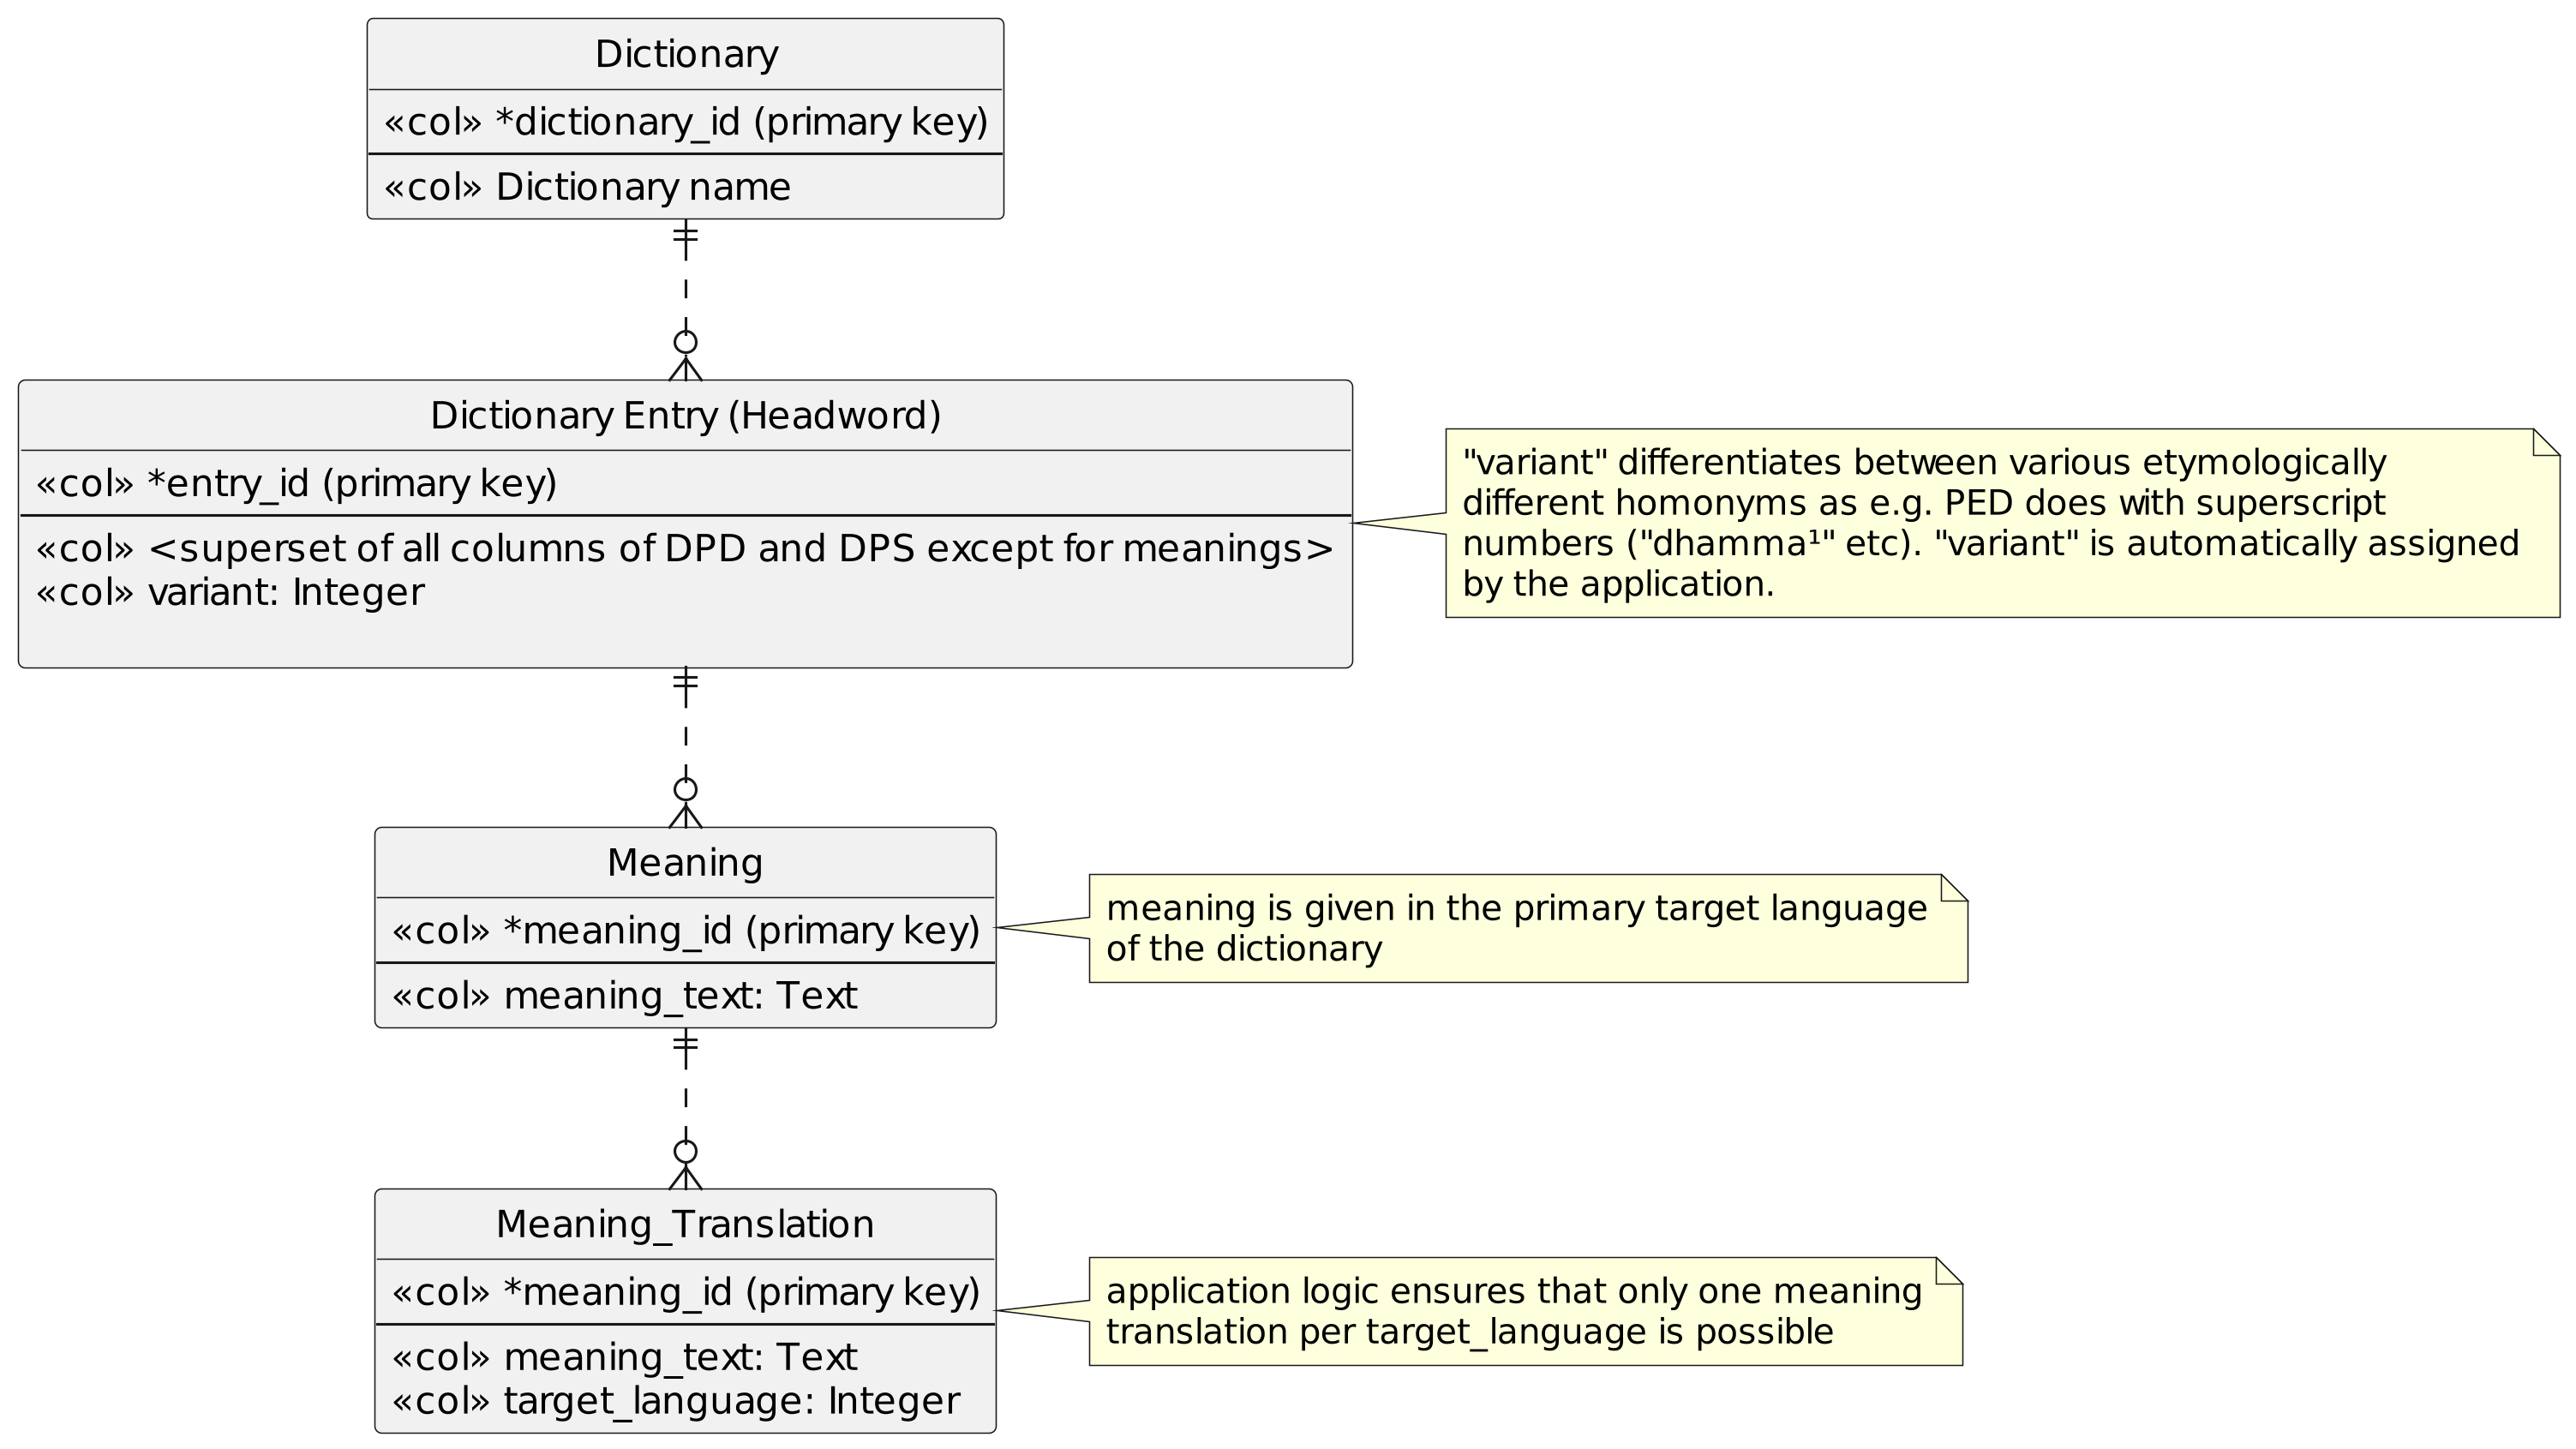 Dictionary
«col» *dictionary_id (primary key)
«col» Dictionary name
Dictionary Entry (Headword)
«col» *entry_id (primary key)
«col» <superset of all columns of DPD and DPS except for meanings>
«col» variant: Integer
"variant" differentiates between various etymologically
different homonyms as e.g. PED does with superscript
numbers ("dhamma¹" etc). "variant" is automatically assigned
by the application.
Meaning
«col» *meaning_id (primary key)
«col» meaning_text: Text
meaning is given in the primary target language
of the dictionary
Meaning_Translation
«col» *meaning_id (primary key)
«col» meaning_text: Text
«col» target_language: Integer
application logic ensures that only one meaning
translation per target_language is possible